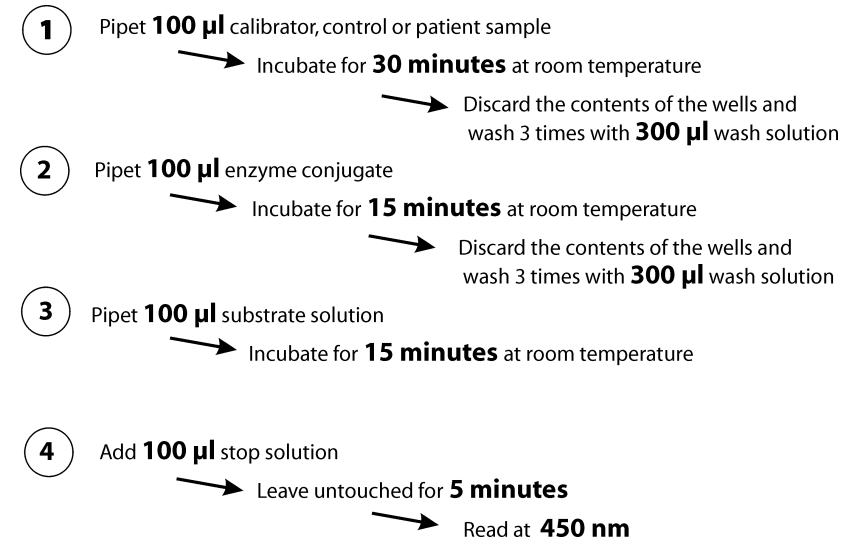 1 Pipet 100 µl calibrator, control or patient sample
Incubate for 30 minutes at room temperature
Discard the contents of the wells and
wash 3 times with 300 µl wash solution
2 Pipet 100 µl enzyme conjugate
Incubate for 15 minutes at room temperature
Discard the contents of the wells and
wash 3 times with 300 µl wash solution
3 Pipet 100 µl substrate solution
Incubate for 15 minutes at room temperature
4 Add 100 µl stop solution
Leave untouched for 5 minutes
Read at 450 nm